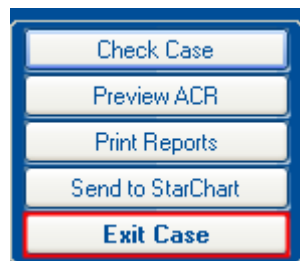 Check Case
Preview ACR
Print Reports
Send to StarChart
Exit Case